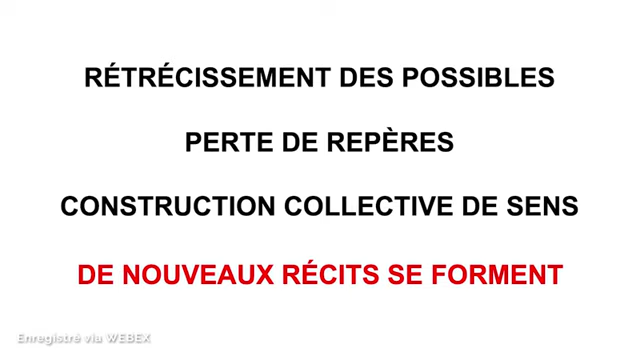 RÉTRÉCISSEMENT DES POSSIBLES
PERTE DE REPÈRES
CONSTRUCTION COLLECTIVE DE SENS
DE NOUVEAUX RÉCITS SE FORMENT
Enregistré via WEBEX